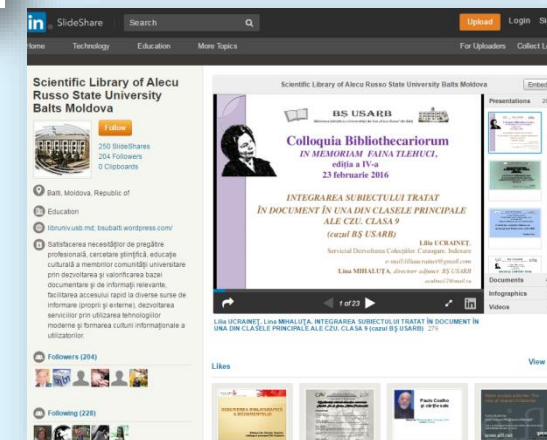 in SlideShare Search Upload Login
Home Technology Education More Topics For Uploaders
Scientific Library of Alecu
Russo State University
Balts Moldova
Follow
250 SlideShares
204 Followers
0 Clipboards
Balti, Moldova, Republic of
Education
libruniv.usb.md; bsubalti.wordpress.com/
Satisfacerea necesităţilor de pregătire
profesională, cercetare ştiinţifică, educaţie
culturală a membrilor comunităţii universitare
prin dezvoltarea şi valorificarea bazei
documentare şi de informaţii relevante,
facilitarea accesului rapid la diverse surse de
informare (proprii şi externe), dezvoltarea
serviciilor prin utilizarea tehnologiilor
moderne şi formarea culturii informaţionale a
utilizatorilor.
Followers (204)
Following (228)
Scientific Library of Alecu Russo State University Balts Moldova
BŞ USARB
Colloquia Bibliothecariorum
IN MEMORIAM FAINA TLEHUCI,
ediţia a IV-a
23 februarie 2016
INTEGRAREA SUBIECTULUI TRATAT
ÎN DOCUMENT ÎN UNA DIN CLASELE PRINCIPALE
ALE CZU. CLASA 9
(cazul BŞ USARB)
Lilia UCRAINEŢ,
Serviciul Dezvoltarea Colecţiilor. Catalogare. Indexare
Lina MIHALUŢA, director adjunct BŞ USARB
1 of 23
in
Presentations
Documents
Infographics
Videos
Lilia UCRAINEŢ, Lina MIHALUŢA. INTEGRAREA SUBIECTULUI TRATAT ÎN DOCUMENT ÎN
UNA DIN CLASELE PRINCIPALE ALE CZU. CLASA 9 (cazul BŞ USARB)
Likes
View
DESCRIEREA BIBLIOGRAFICĂ
A DOCUMENTULUI
Paulo Coelho
şi cărţile sale